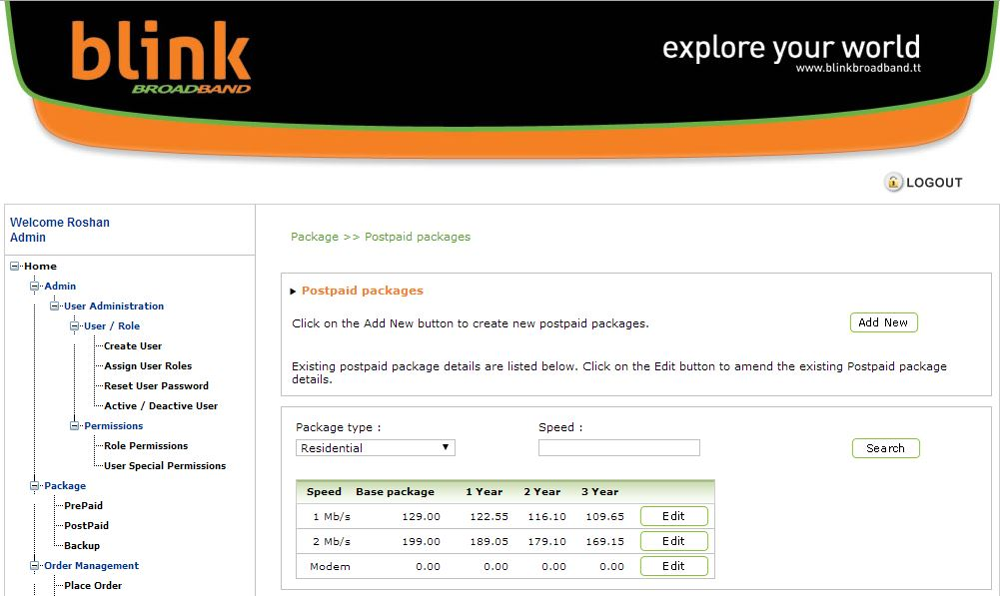 blink
BROADBAND
explore your world
www.blinkbroadband.tt
LOGOUT
Welcome Roshan
Admin
Home
Admin
User Administration
User / Role
Create User
Assign User Roles
Reset User Password
Active / Deactive User
Permissions
Role Permissions
User Special Permissions
Package
PrePaid
PostPaid
Backup
Order Management
Place Order
Package >> Postpaid packages
Postpaid packages
Click on the Add New button to create new postpaid packages.
Add New
Existing postpaid package details are listed below. Click on the Edit button to amend the existing Postpaid package
details.
Package type : Speed :
Residential Search
Speed Base package 1 Year 2 Year 3 Year
1 Mb/s 129.00 122.55 116.10 109.65 Edit
2 Mb/s 199.00 189.05 179.10 169.15 Edit
Modem 0.00 0.00 0.00 0.00 Edit